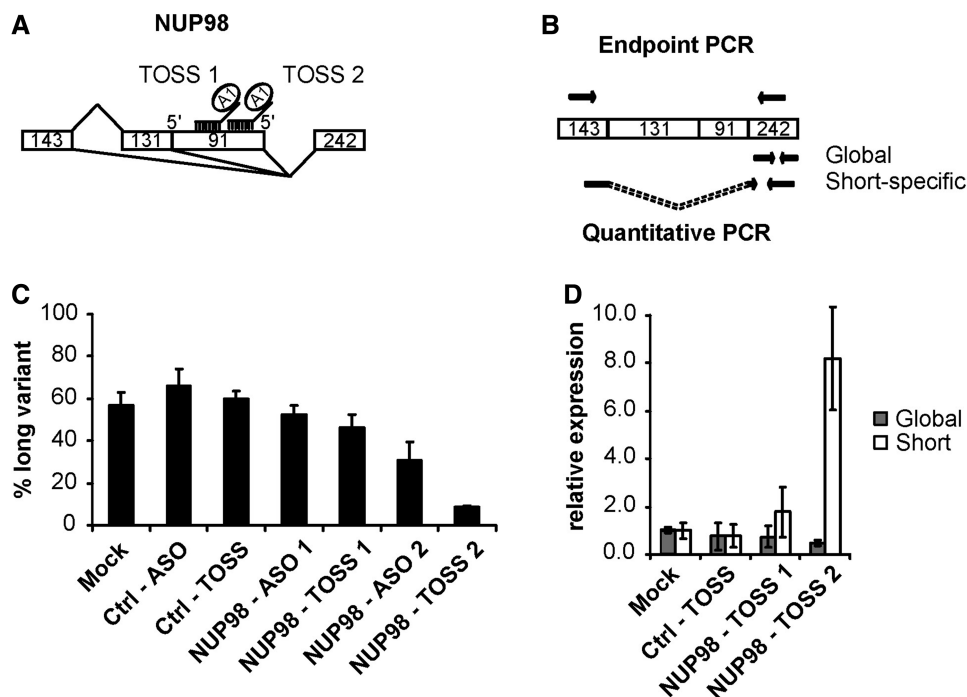 A
NUP98
TOSS 1
TOSS 2
A1
A1
5'
5'
143
131
91
242
B
Endpoint PCR
143
131
91
242
Global
Short-specific
Quantitative PCR
C
% long variant
100
80
60
40
20
0
Mock
Ctrl - ASO
Ctrl - TOSS
NUP98 - ASO 1
NUP98 - TOSS 1
NUP98 - ASO 2
NUP98 - TOSS 2
D
relative expression
10.0
8.0
6.0
4.0
2.0
0.0
Global
Short
Mock
Ctrl - TOSS
NUP98 - TOSS 1
NUP98 - TOSS 2